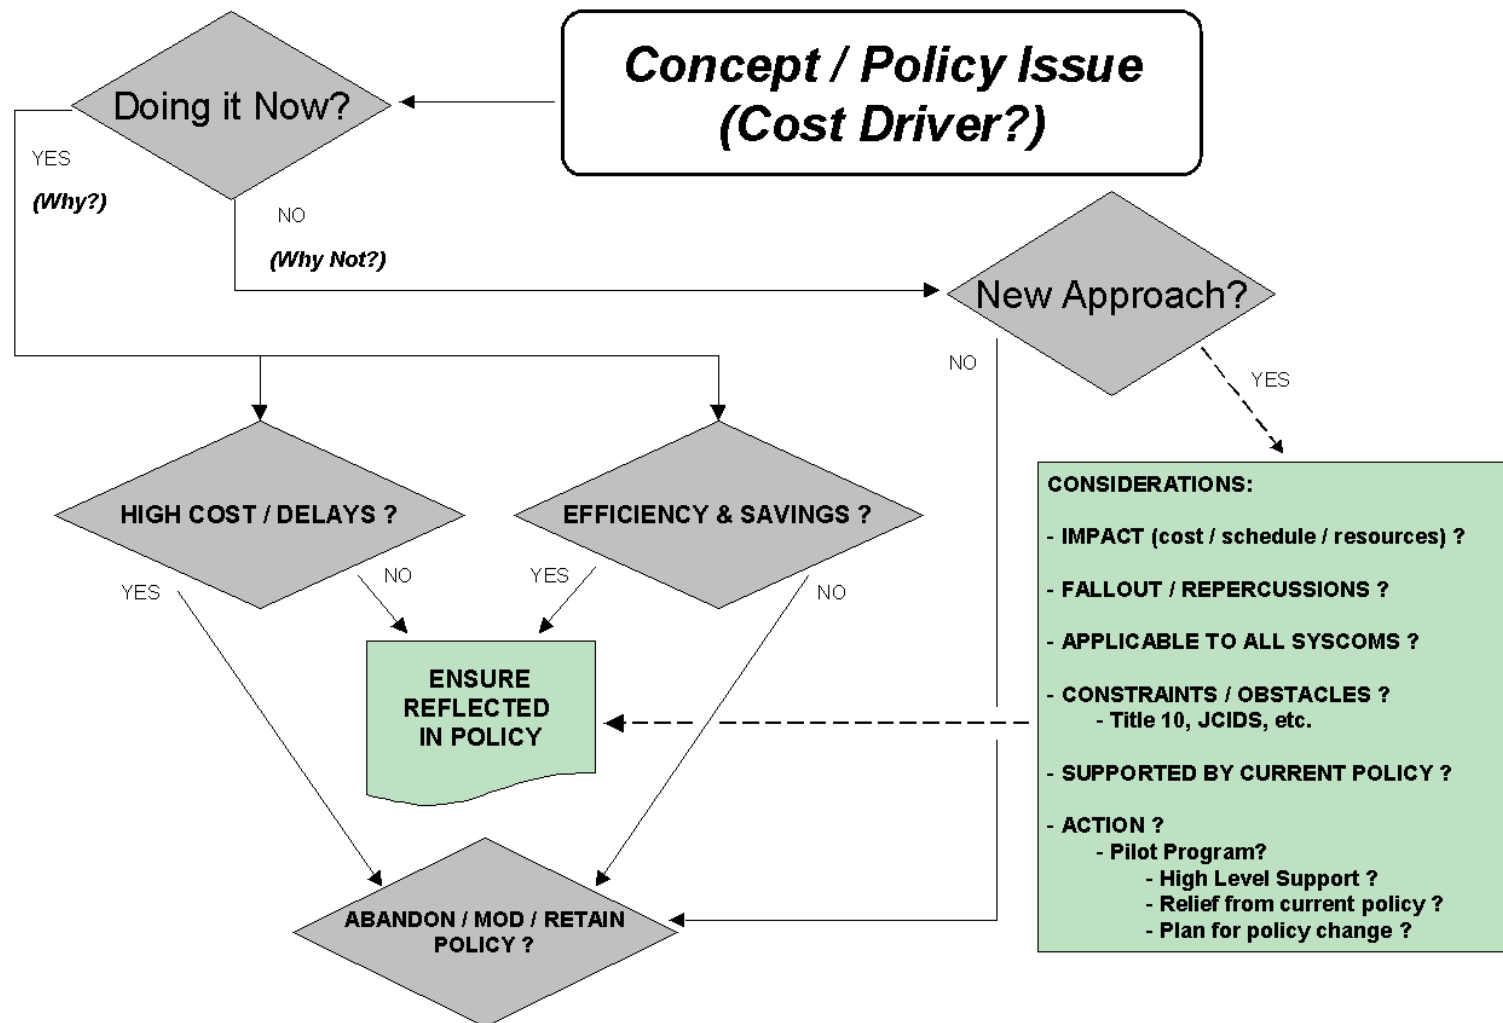 Concept / Policy Issue
(Cost Driver?)
Doing it Now?
YES
(Why?)
NO
(Why Not?)
New Approach?
NO
YES
HIGH COST / DELAYS ?
EFFICIENCY & SAVINGS ?
YES
NO
YES
NO
ENSURE
REFLECTED
IN POLICY
ABANDON / MOD / RETAIN
POLICY ?
CONSIDERATIONS:
- IMPACT (cost / schedule / resources) ?
- FALLOUT / REPERCUSSIONS ?
- APPLICABLE TO ALL SYSCOMS ?
- CONSTRAINTS / OBSTACLES ?
- Title 10, JCIDS, etc.
- SUPPORTED BY CURRENT POLICY ?
- ACTION ?
- Pilot Program?
- High Level Support ?
- Relief from current policy ?
- Plan for policy change ?